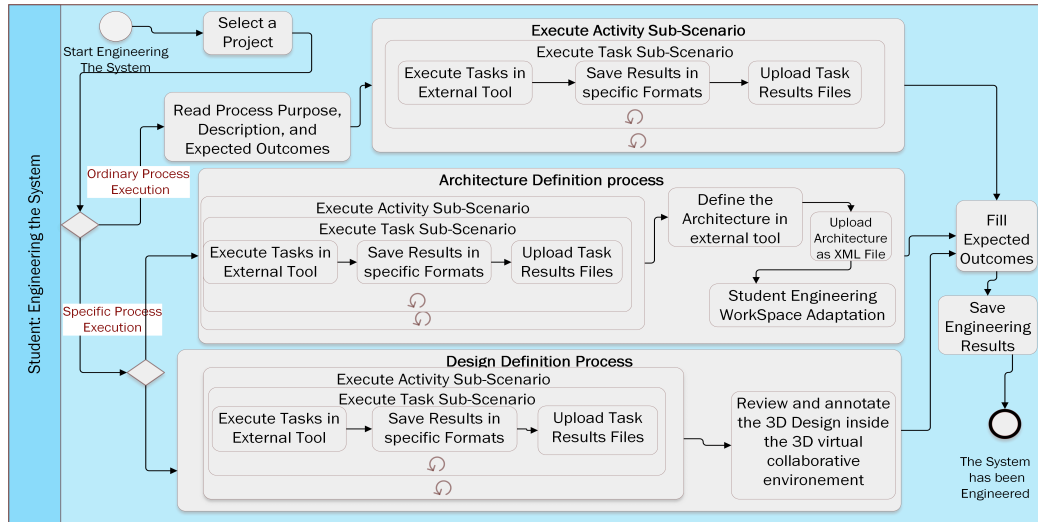 Student: Engineering the System
Start Engineering
The System
Select a
Project
Ordinary Process
Execution
Specific Process
Execution
Read Process Purpose,
Description, and
Expected Outcomes
Execute Activity Sub-Scenario
Execute Task Sub-Scenario
Execute Tasks in
External Tool
Save Results in
specific Formats
Upload Task
Results Files
Architecture Definition process
Execute Activity Sub-Scenario
Execute Task Sub-Scenario
Execute Tasks in
External Tool
Save Results in
specific Formats
Upload Task
Results Files
Define the
Architecture in
external tool
Upload
Architecture
as XML File
Student Engineering
WorkSpace Adaptation
Design Definition Process
Execute Activity Sub-Scenario
Execute Task Sub-Scenario
Execute Tasks in
External Tool
Save Results in
specific Formats
Upload Task
Results Files
Review and annotate
the 3D Design inside
the 3D virtual
collaborative
environement
Fill
Expected
Outcomes
Save
Engineering
Results
The System
has been
Engineered